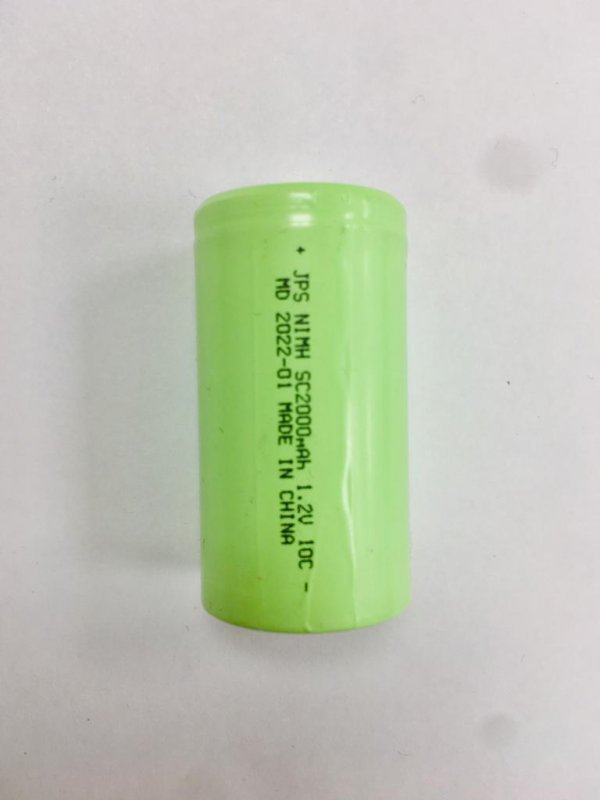 + JPS NIMH SC2000mAh 1.2V 10C -
MD 2022-01 MADE IN CHINA